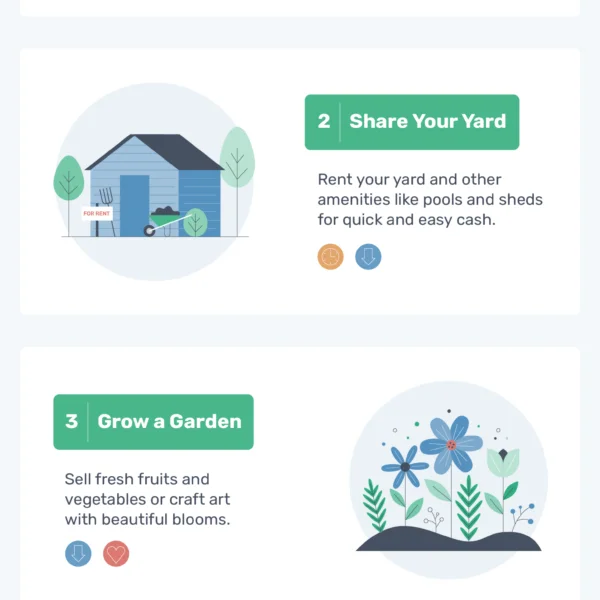 2 Share Your Yard
Rent your yard and other
amenities like pools and sheds
for quick and easy cash.
FOR RENT
3 Grow a Garden
Sell fresh fruits and
vegetables or craft art
with beautiful blooms.